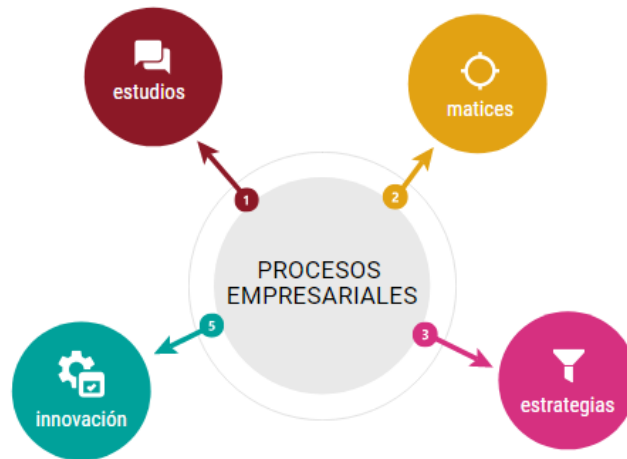 estudios
matices
1
2
PROCESOS
EMPRESARIALES
5
3
innovación
estrategias